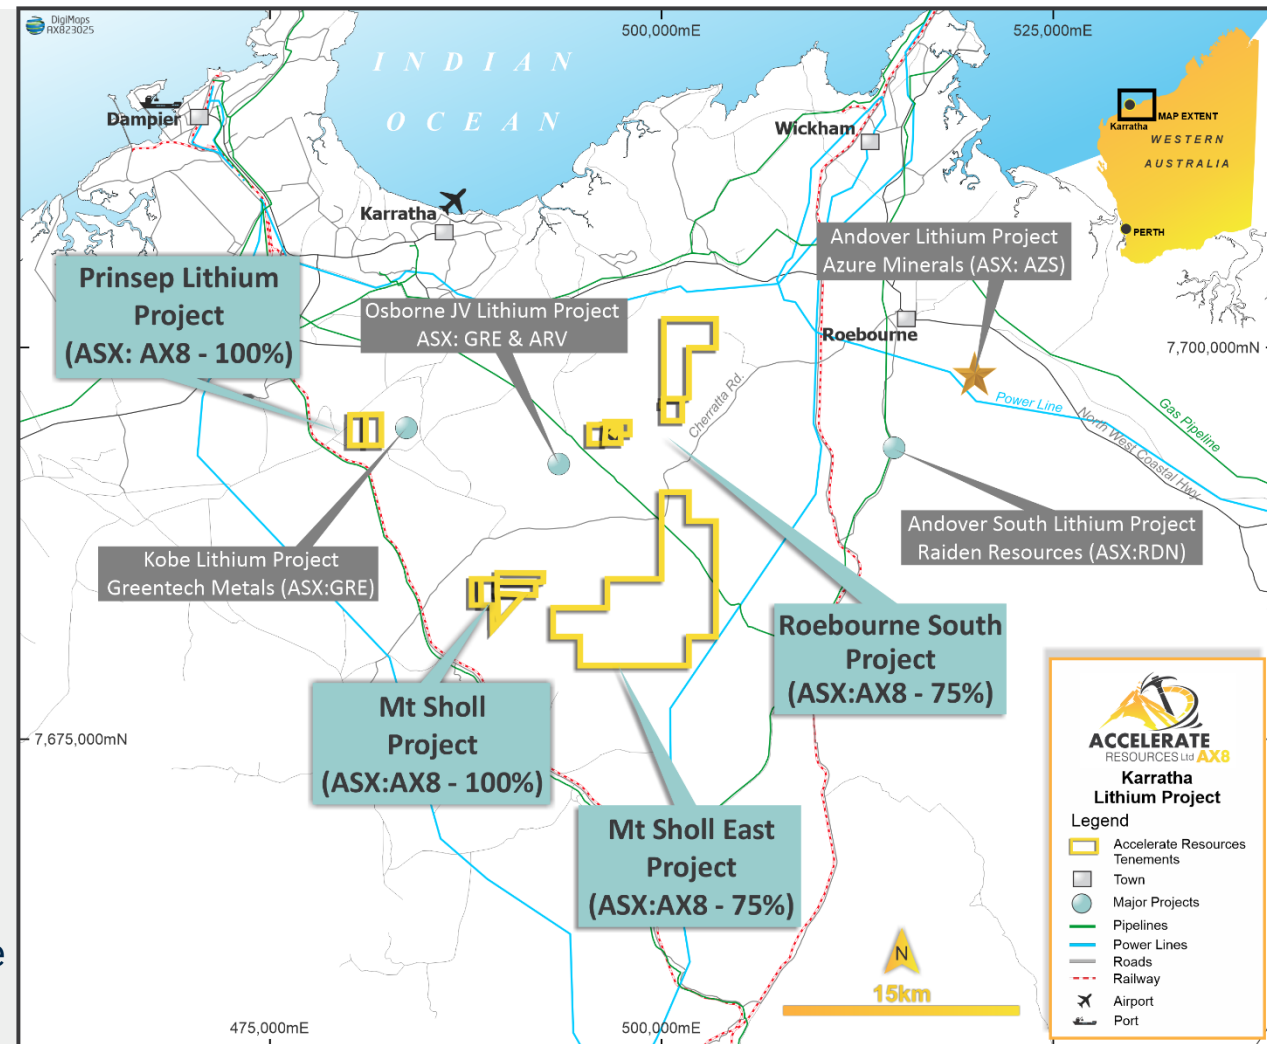 DigiMaps
AX823025
500,000mE
525,000mE
INDIAN
OCEAN
Dampier
Wickham
Karratha
Karratha
MAP EXTENT
WESTERN
AUSTRALIA
PERTH
Andover Lithium Project
Azure Minerals (ASX: AZS)
Prinsep Lithium
Project
(ASX: AX8 - 100%)
Osborne JV Lithium Project
ASX: GRE & ARV
Roebourne
7,700,000mN
Cherratta Rd.
Power Line
Gas Pipeline
North West Coastal Hwy
Kobe Lithium Project
Greentech Metals (ASX:GRE)
Andover South Lithium Project
Raiden Resources (ASX:RDN)
Roebourne South
Project
(ASX:AX8 - 75%)
Mt Sholl
Project
(ASX:AX8 - 100%)
7,675,000mN
Mt Sholl East
Project
(ASX:AX8 - 75%)
ACCELERATE
RESOURCES Ltd AX8
Karratha
Lithium Project
Legend
Accelerate Resources
Tenements
Town
Major Projects
Pipelines
Power Lines
Roads
Railway
Airport
Port
N
15km
475,000mE
500,000mE